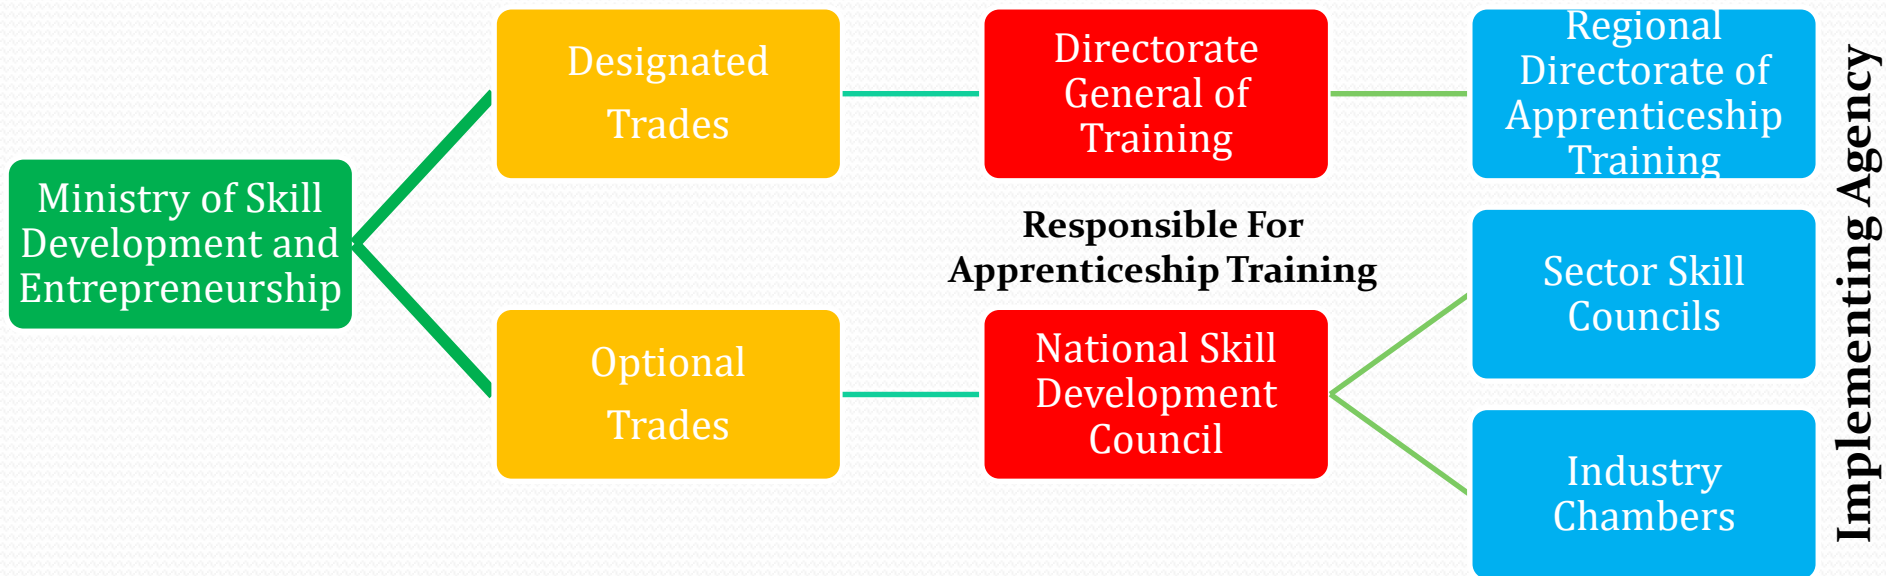 Ministry of Skill
Development and
Entrepreneurship
Designated
Trades
Optional
Trades
Directorate
General of
Training
Responsible For
Apprenticeship Training
National Skill
Development
Council
Regional
Directorate of
Apprenticeship
Training
Sector Skill
Councils
Industry
Chambers
Implementing Agency